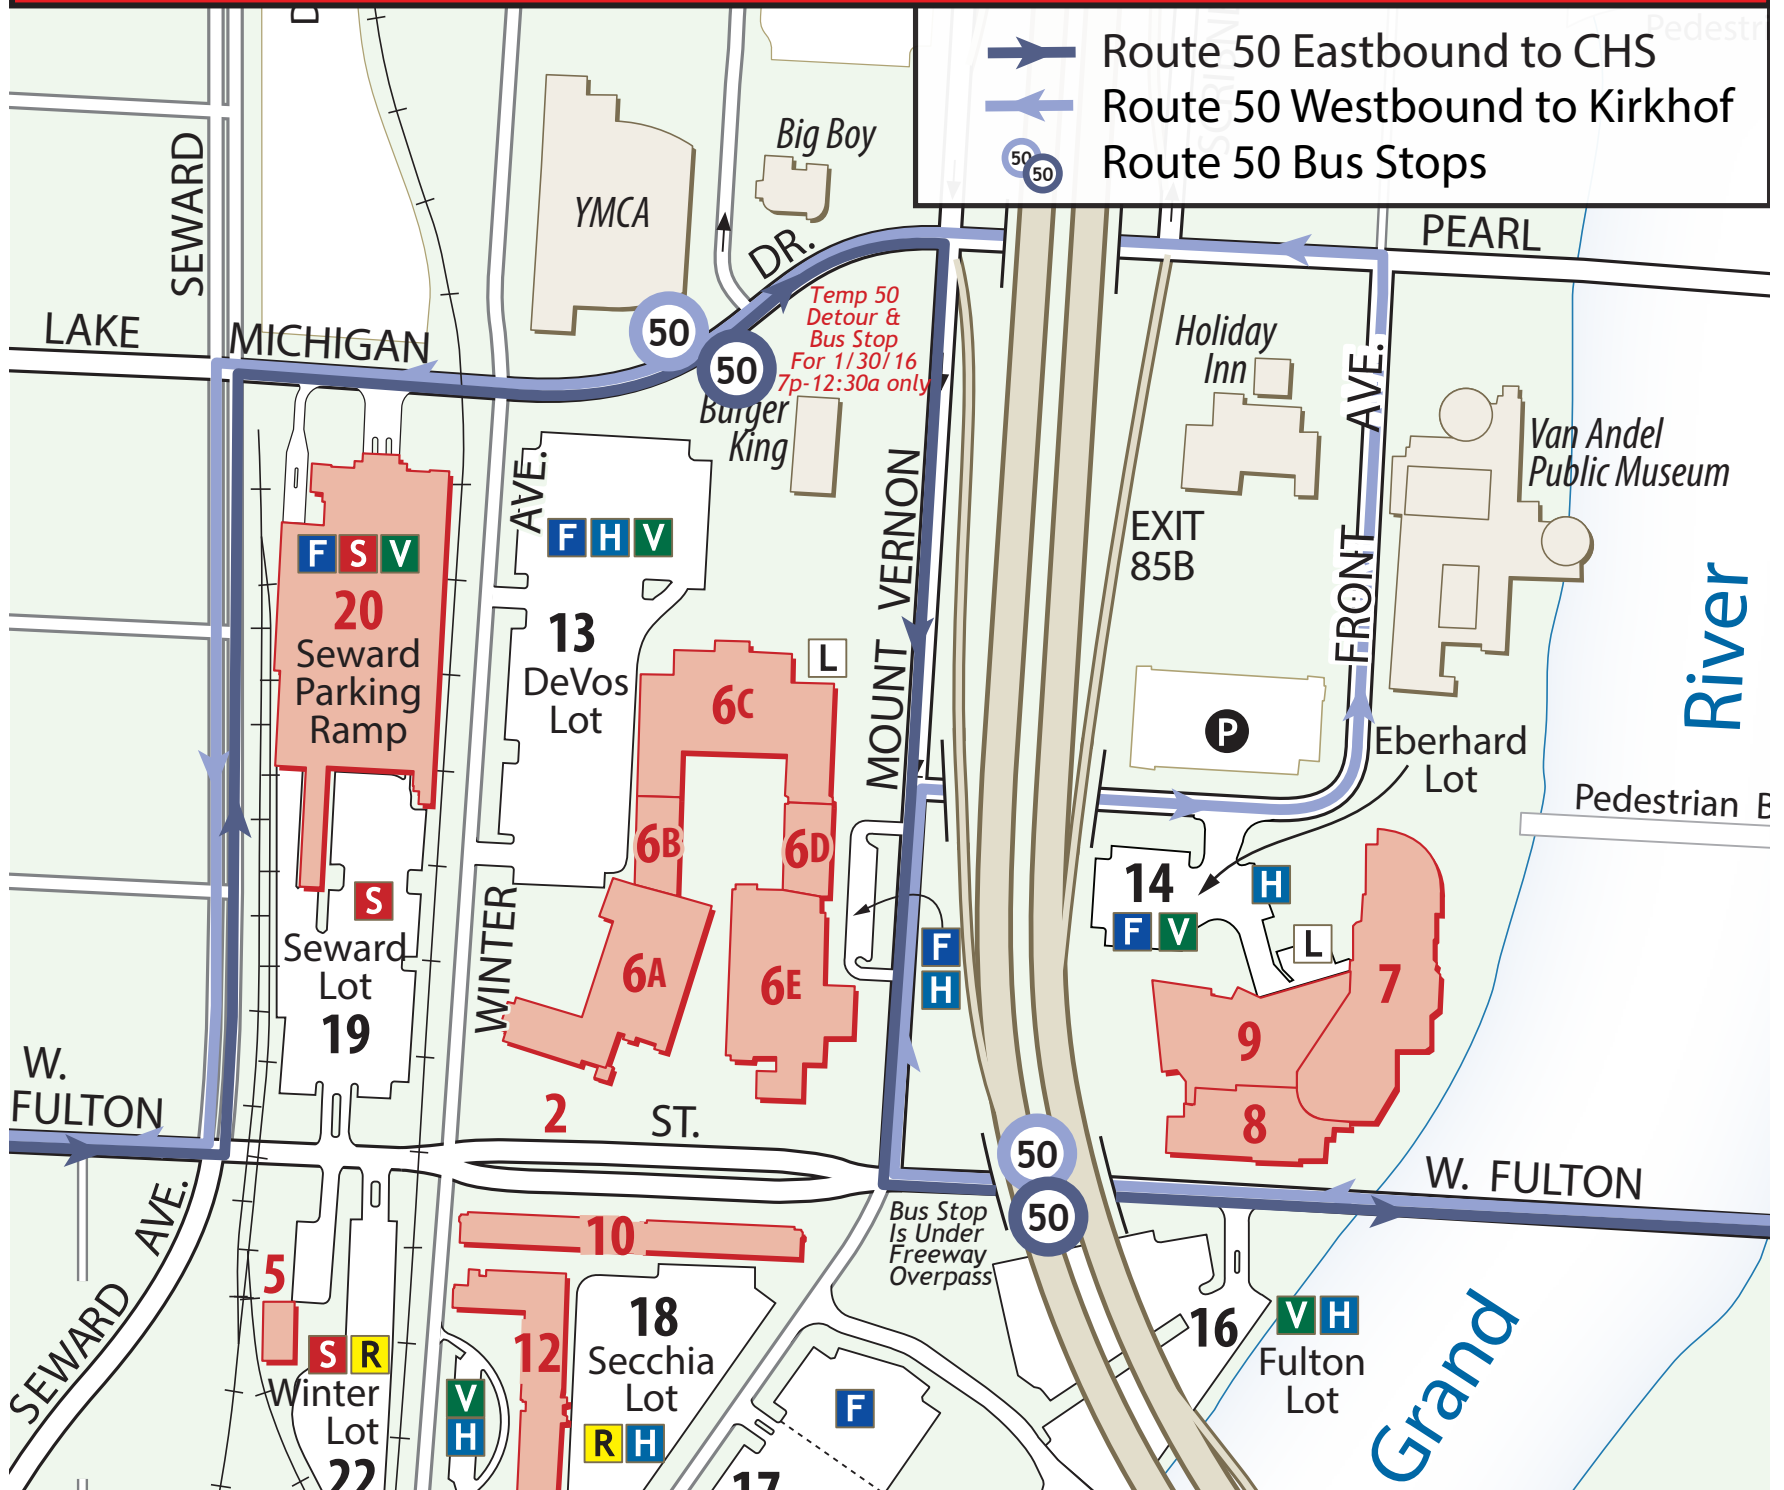 Route 50 Eastbound to CHS
Route 50 Westbound to Kirkhof
50
50
Route 50 Bus Stops
Pedestr
D
SEWARD
YMCA
Big Boy
DR.
PEARL
LAKE
MICHIGAN
50
50
Temp 50
Detour &
Bus Stop
For 1/30/16
7p-12:30a only
Burger
King
Holiday
Inn
AVE.
FRONT
Van Andel
Public Museum
EXIT
85B
MOUNT VERNON
AVE.
WINTER
F S V
20
Seward
Parking
Ramp
F H V
13
DeVos
Lot
6C
L
6B
6D
6A
6E
P
Eberhard
Lot
River
Pedestrian B
S
Seward
Lot
19
F
H
14
F V
H
L
7
9
8
W.
FULTON
2
ST.
50
50
W. FULTON
Bus Stop
Is Under
Freeway
Overpass
AVE.
SEWARD
5
S R
Winter
Lot
22
10
12
V
H
18
Secchia
Lot
R H
F
17
16
V H
Fulton
Lot
Grand